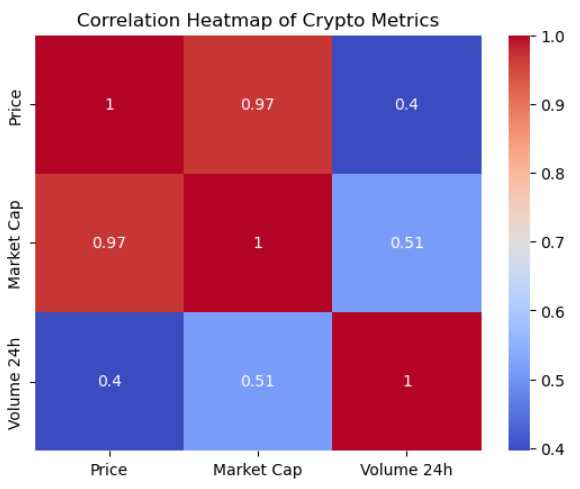 Correlation Heatmap of Crypto Metrics
Price 1 0.97 0.4
Market Cap 0.97 1 0.51
Volume 24h 0.4 0.51 1
Price Market Cap Volume 24h
1.0
0.9
0.8
0.7
0.6
0.5
0.4